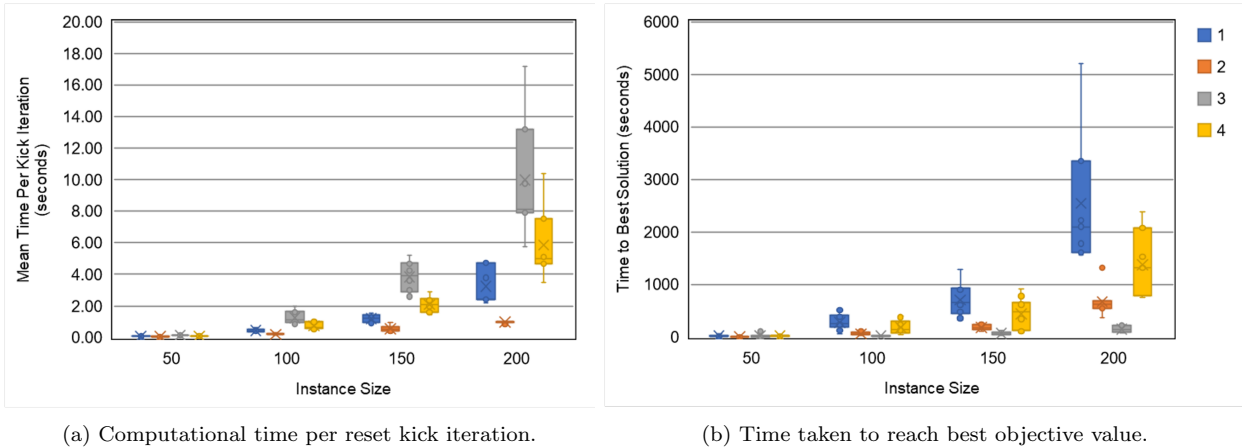 20.00
18.00
16.00
14.00
12.00
10.00
8.00
6.00
4.00
2.00
0.00
Mean Time Per Kick Iteration
(seconds)
50 100 150 200
Instance Size
(a) Computational time per reset kick iteration.
6000
5000
4000
3000
2000
1000
0
Time to Best Solution (seconds)
50 100 150 200
Instance Size
1
2
3
4
(b) Time taken to reach best objective value.